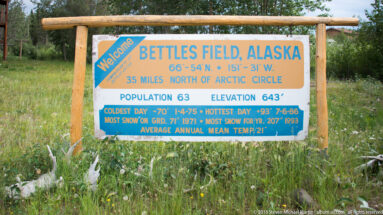 Welcome
BETTLES FIELD, ALASKA
66°-54' N. • 151°-31' W.
35 MILES NORTH OF ARCTIC CIRCLE
POPULATION 63 ELEVATION 643'
COLDEST DAY -70° 1-4-75 • HOTTEST DAY +93° 7-6-86
MOST SNOW ON GRD. 71" 1971 • MOST SNOW FOR YR. 207" 1993
AVERAGE ANNUAL MEAN TEMP. 21°